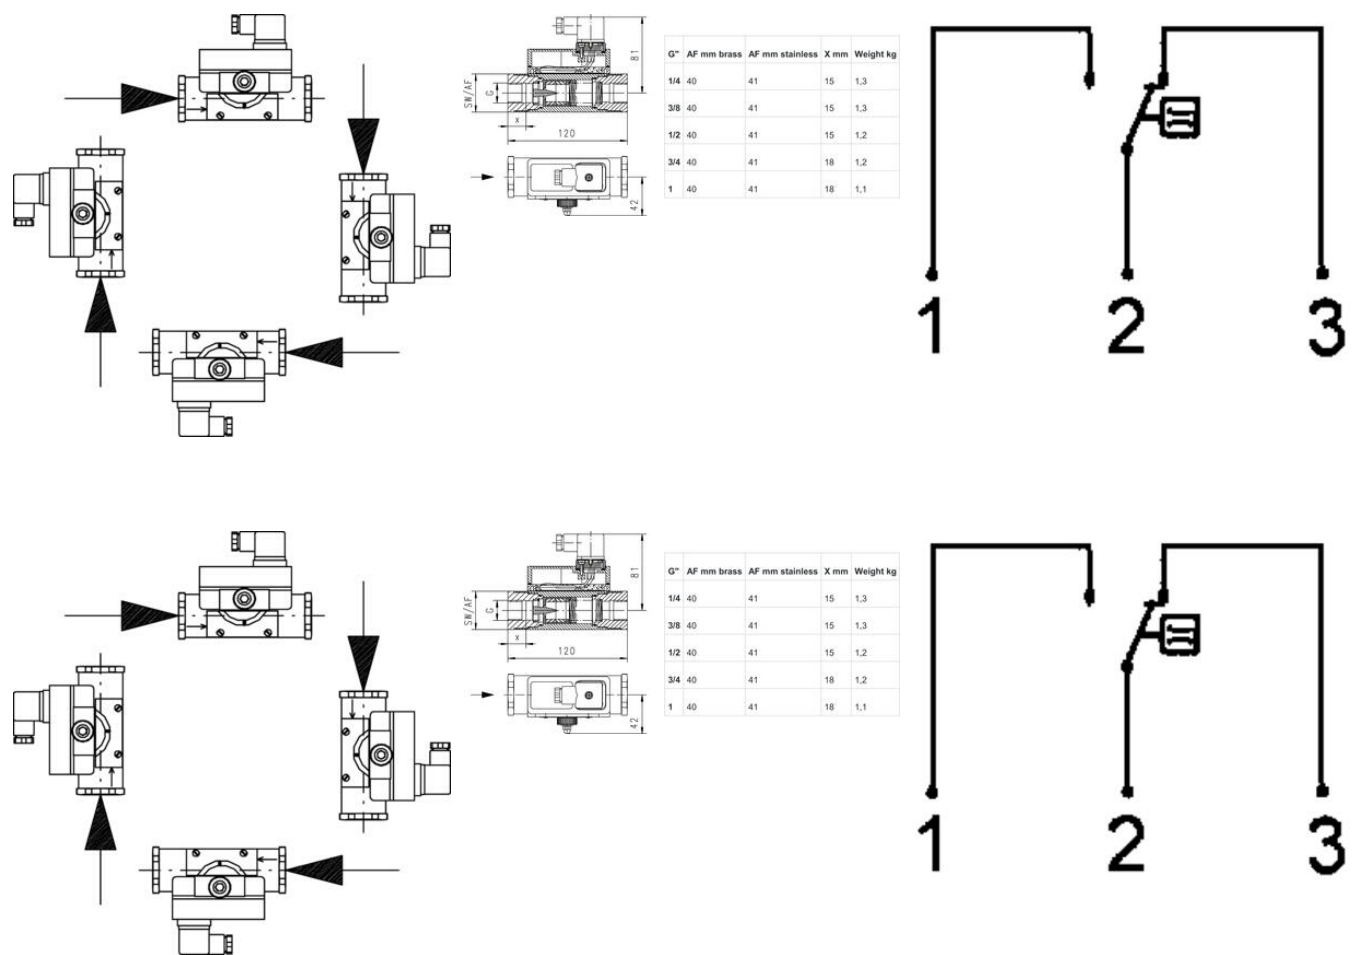 81
SW/AF
G
x
120
42
G" AF mm brass AF mm stainless X mm Weight kg
1/4 40 41 15 1,3
3/8 40 41 15 1,3
1/2 40 41 15 1,2
3/4 40 41 18 1,2
1 40 41 18 1,1
1 2 3
81
SW/AF
G
x
120
42
G" AF mm brass AF mm stainless X mm Weight kg
1/4 40 41 15 1,3
3/8 40 41 15 1,3
1/2 40 41 15 1,2
3/4 40 41 18 1,2
1 40 41 18 1,1
1 2 3